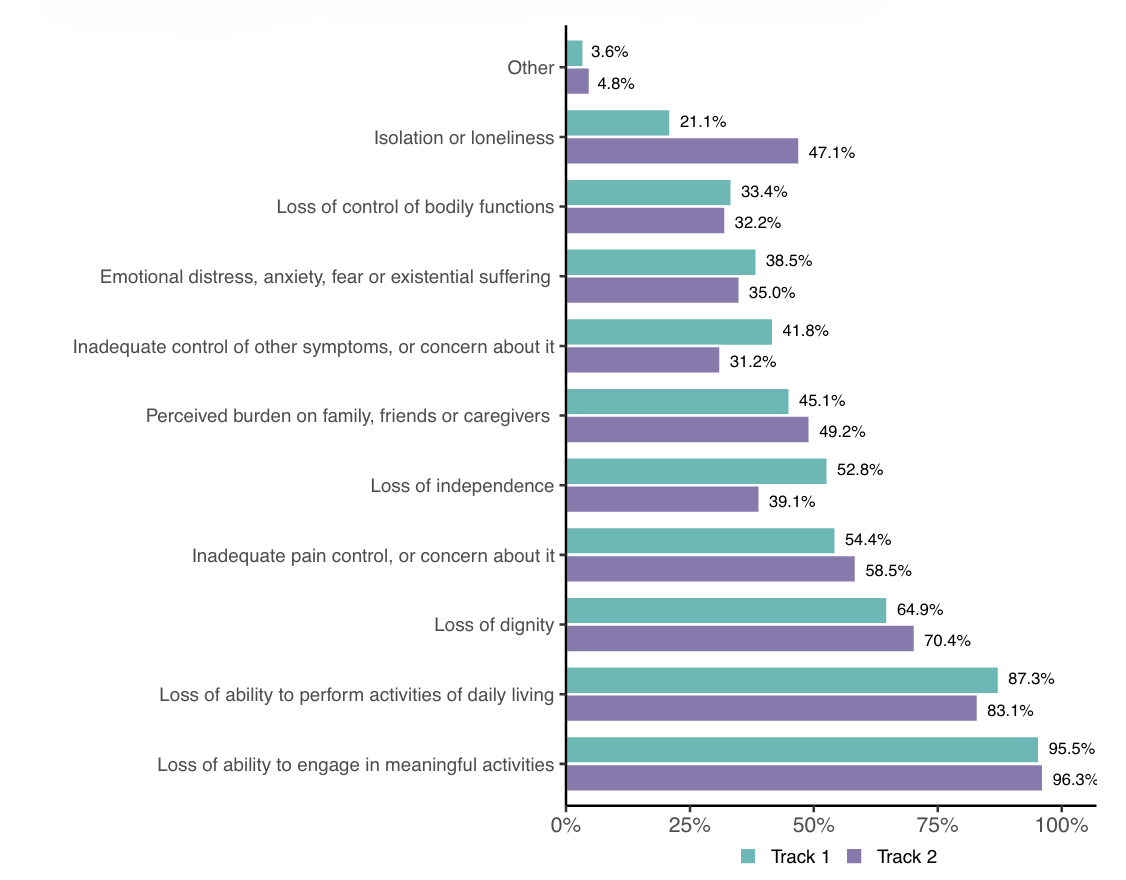 Other
3.6%
4.8%
Isolation or loneliness
21.1%
47.1%
Loss of control of bodily functions
33.4%
32.2%
Emotional distress, anxiety, fear or existential suffering
38.5%
35.0%
Inadequate control of other symptoms, or concern about it
41.8%
31.2%
Perceived burden on family, friends or caregivers
45.1%
49.2%
Loss of independence
52.8%
39.1%
Inadequate pain control, or concern about it
54.4%
58.5%
Loss of dignity
64.9%
70.4%
Loss of ability to perform activities of daily living
87.3%
83.1%
Loss of ability to engage in meaningful activities
95.5%
96.3%
0% 25% 50% 75% 100%
Track 1 Track 2